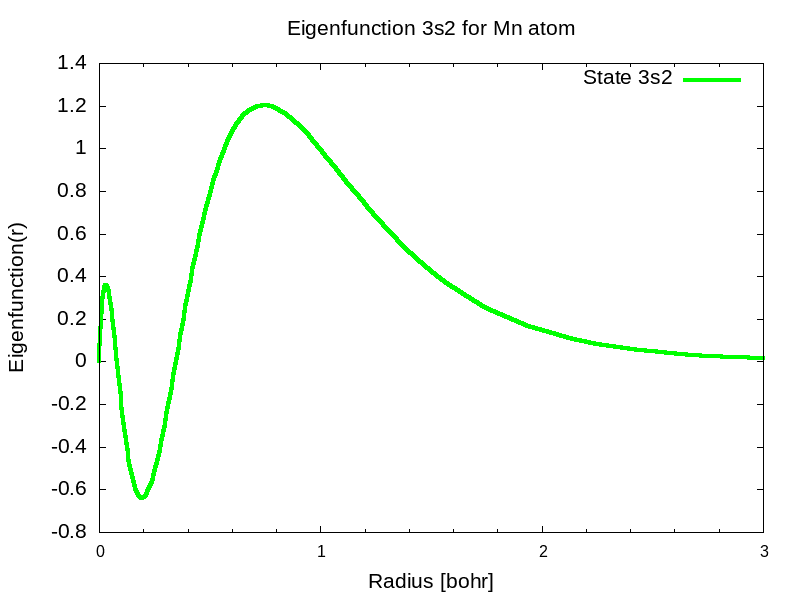 Eigenfunction 3s2 for Mn atom
State 3s2
1.4
1.2
1
0.8
0.6
0.4
0.2
0
-0.2
-0.4
-0.6
-0.8
Eigenfunction(r)
0 1 2 3
Radius [bohr]